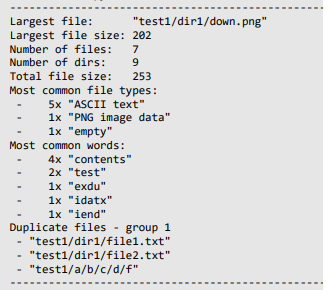 --------------------------------------------------
Largest file:      "test1/dir1/down.png"
Largest file size: 202
Number of files:   7
Number of dirs:    9
Total file size:   253
Most common file types:
 -    5x "ASCII text"
 -    1x "PNG image data"
 -    1x "empty"
Most common words:
 -    4x "contents"
 -    2x "test"
 -    1x "exdu"
 -    1x "idatx"
 -    1x "iend"
Duplicate files - group 1
 - "test1/dir1/file1.txt"
 - "test1/dir1/file2.txt"
 - "test1/a/b/c/d/f"
--------------------------------------------------